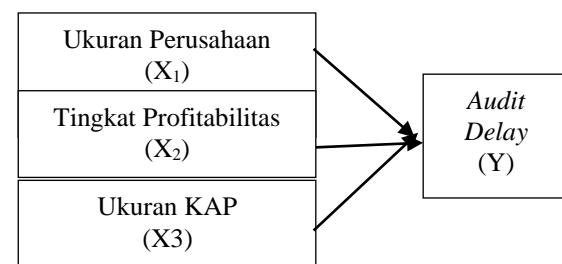 Ukuran Perusahaan
(X₁)
Tingkat Profitabilitas
(X₂)
Ukuran KAP
(X3)
Audit
Delay
(Y)